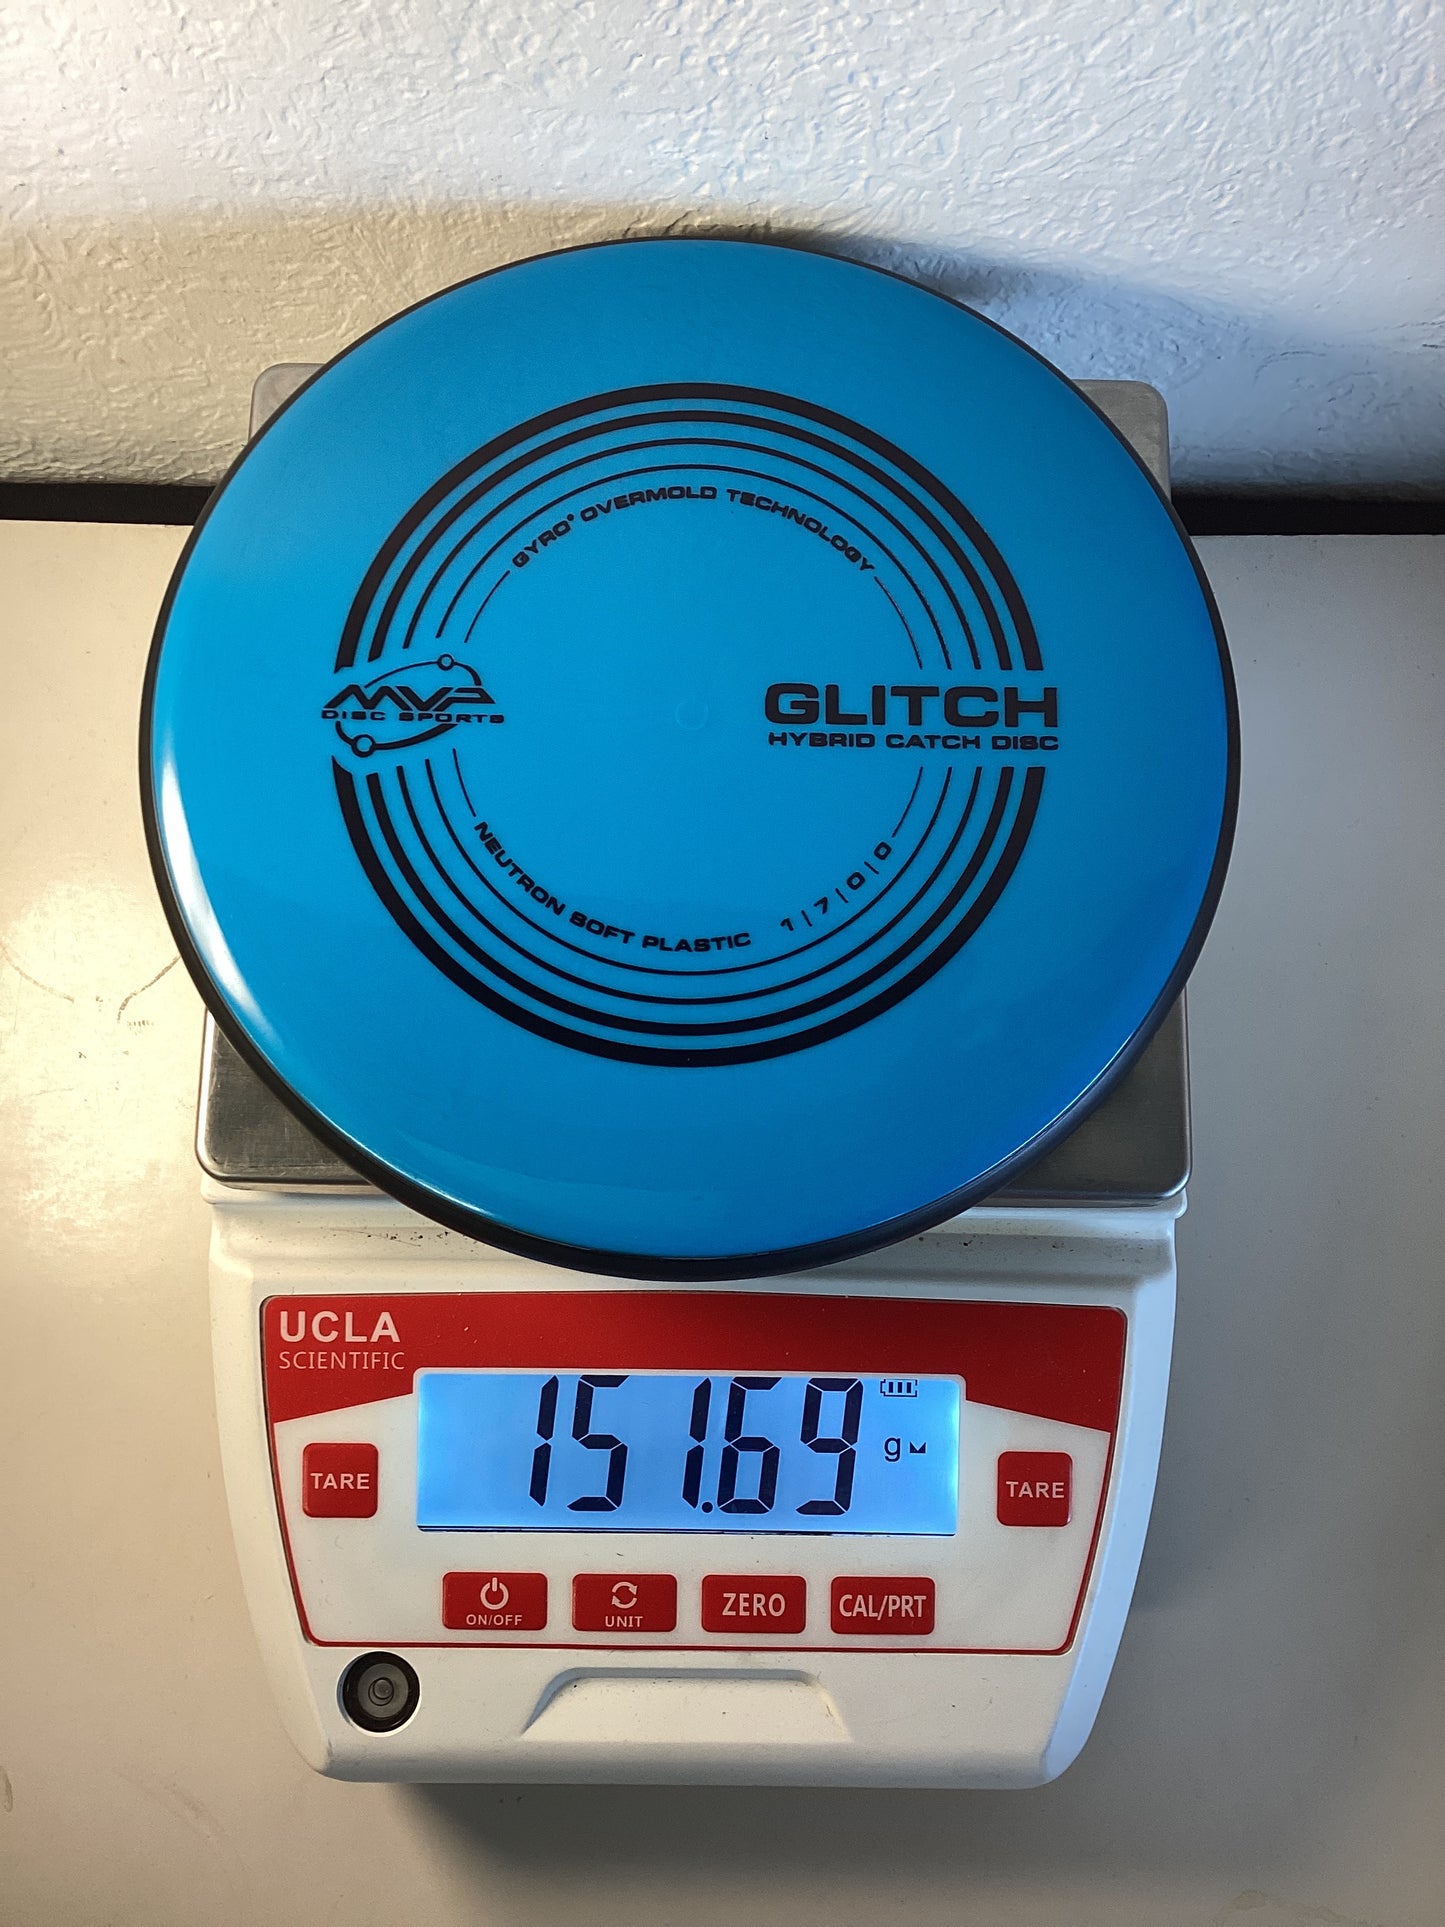 GYRO® OVERMOLD TECHNOLOGY
MVP
DISC SPORTS
GLITCH
HYBRID CATCH DISC
NEUTRON SOFT PLASTIC 1 | 7 | 0 | 0
UCLA
SCIENTIFIC
151.69 g
TARE
TARE
ON/OFF
UNIT
ZERO
CAL/PRT